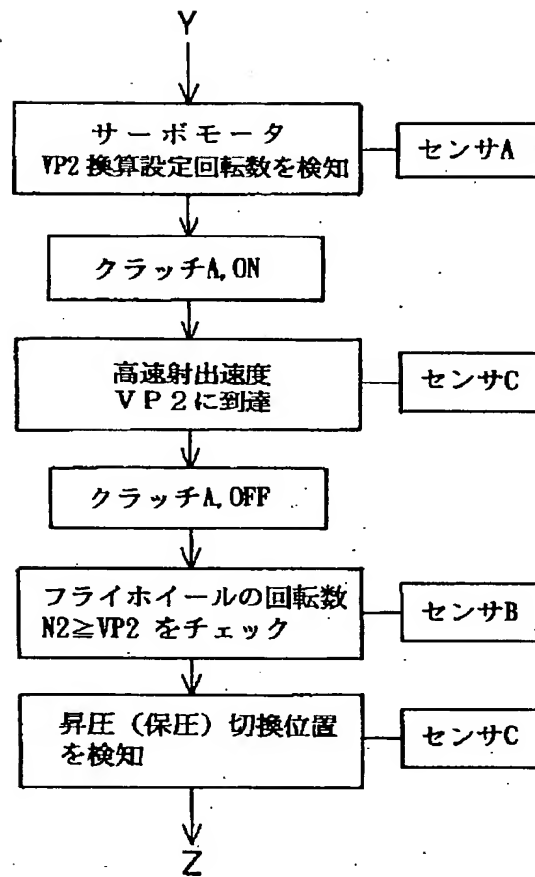 Y
サーボモータ
VP2 換算設定回転数を検知
センサA
クラッチA, ON
高速射出速度
VP2に到達
センサC
クラッチA, OFF
フライホイールの回転数
N2≧VP2 をチェック
センサB
昇圧（保圧）切換位置
を検知
センサC
Z